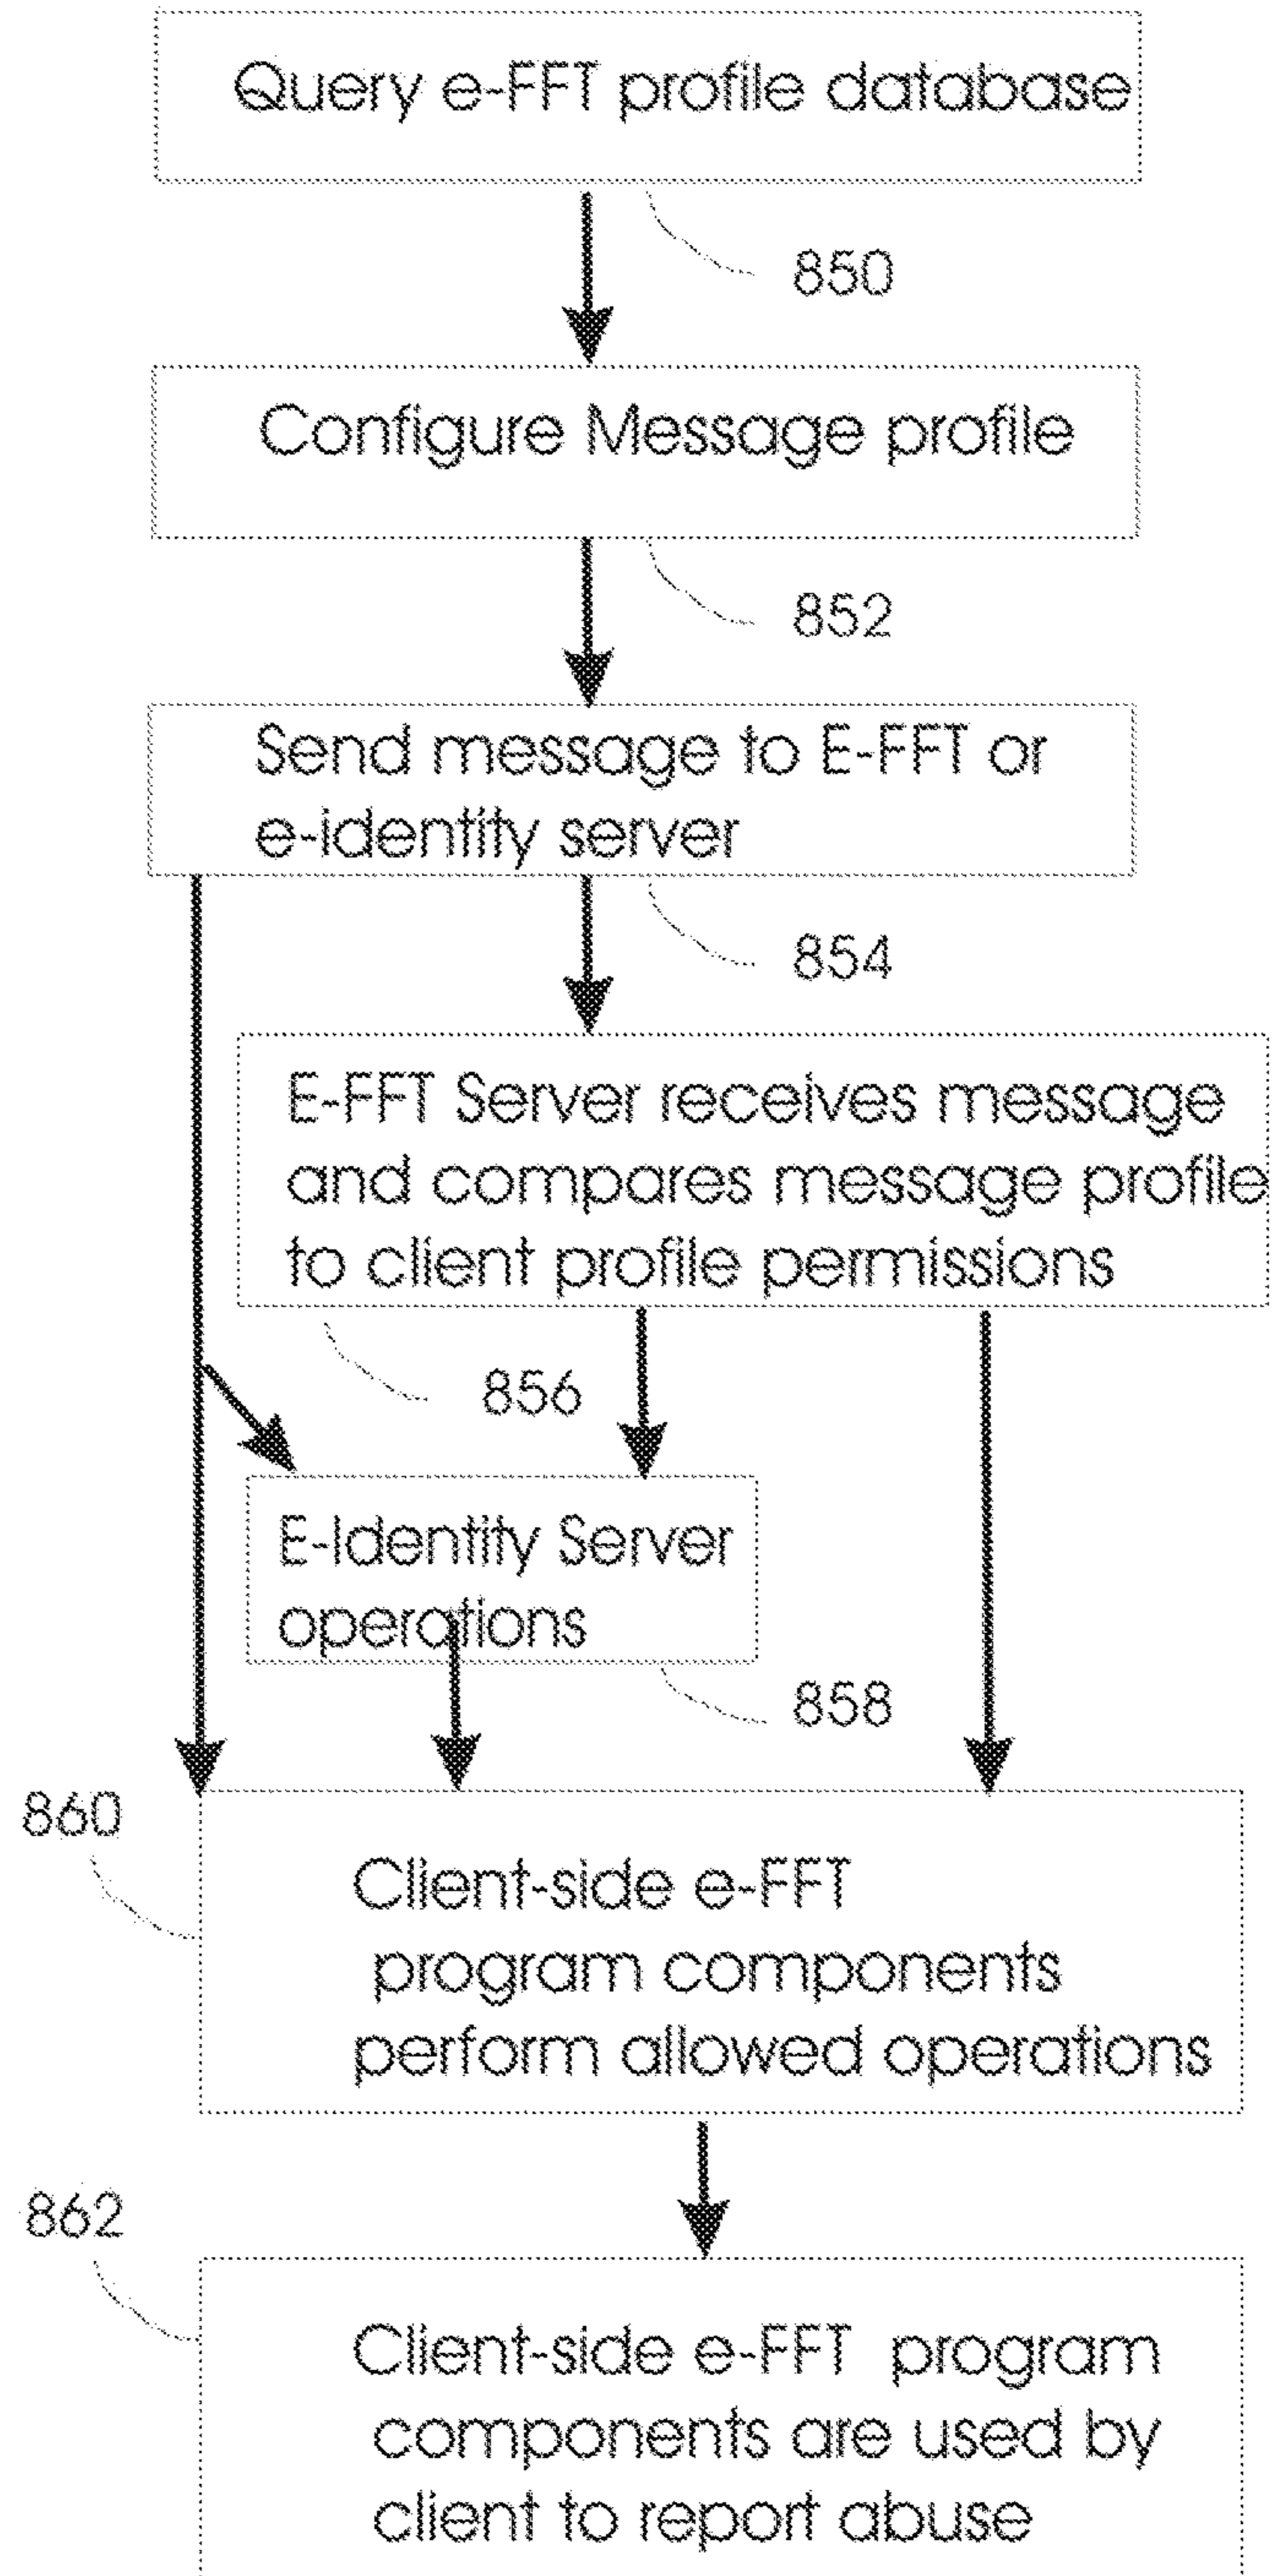 Query e-FFT profile database
850
Configure Message profile
852
Send message to E-FFT or
e-identity server
854
E-FFT Server receives message
and compares message profile
to client profile permissions
856
E-Identity Server
operations
858
860
Client-side e-FFT
program components
perform allowed operations
862
Client-side e-FFT program
components are used by
client to report abuse